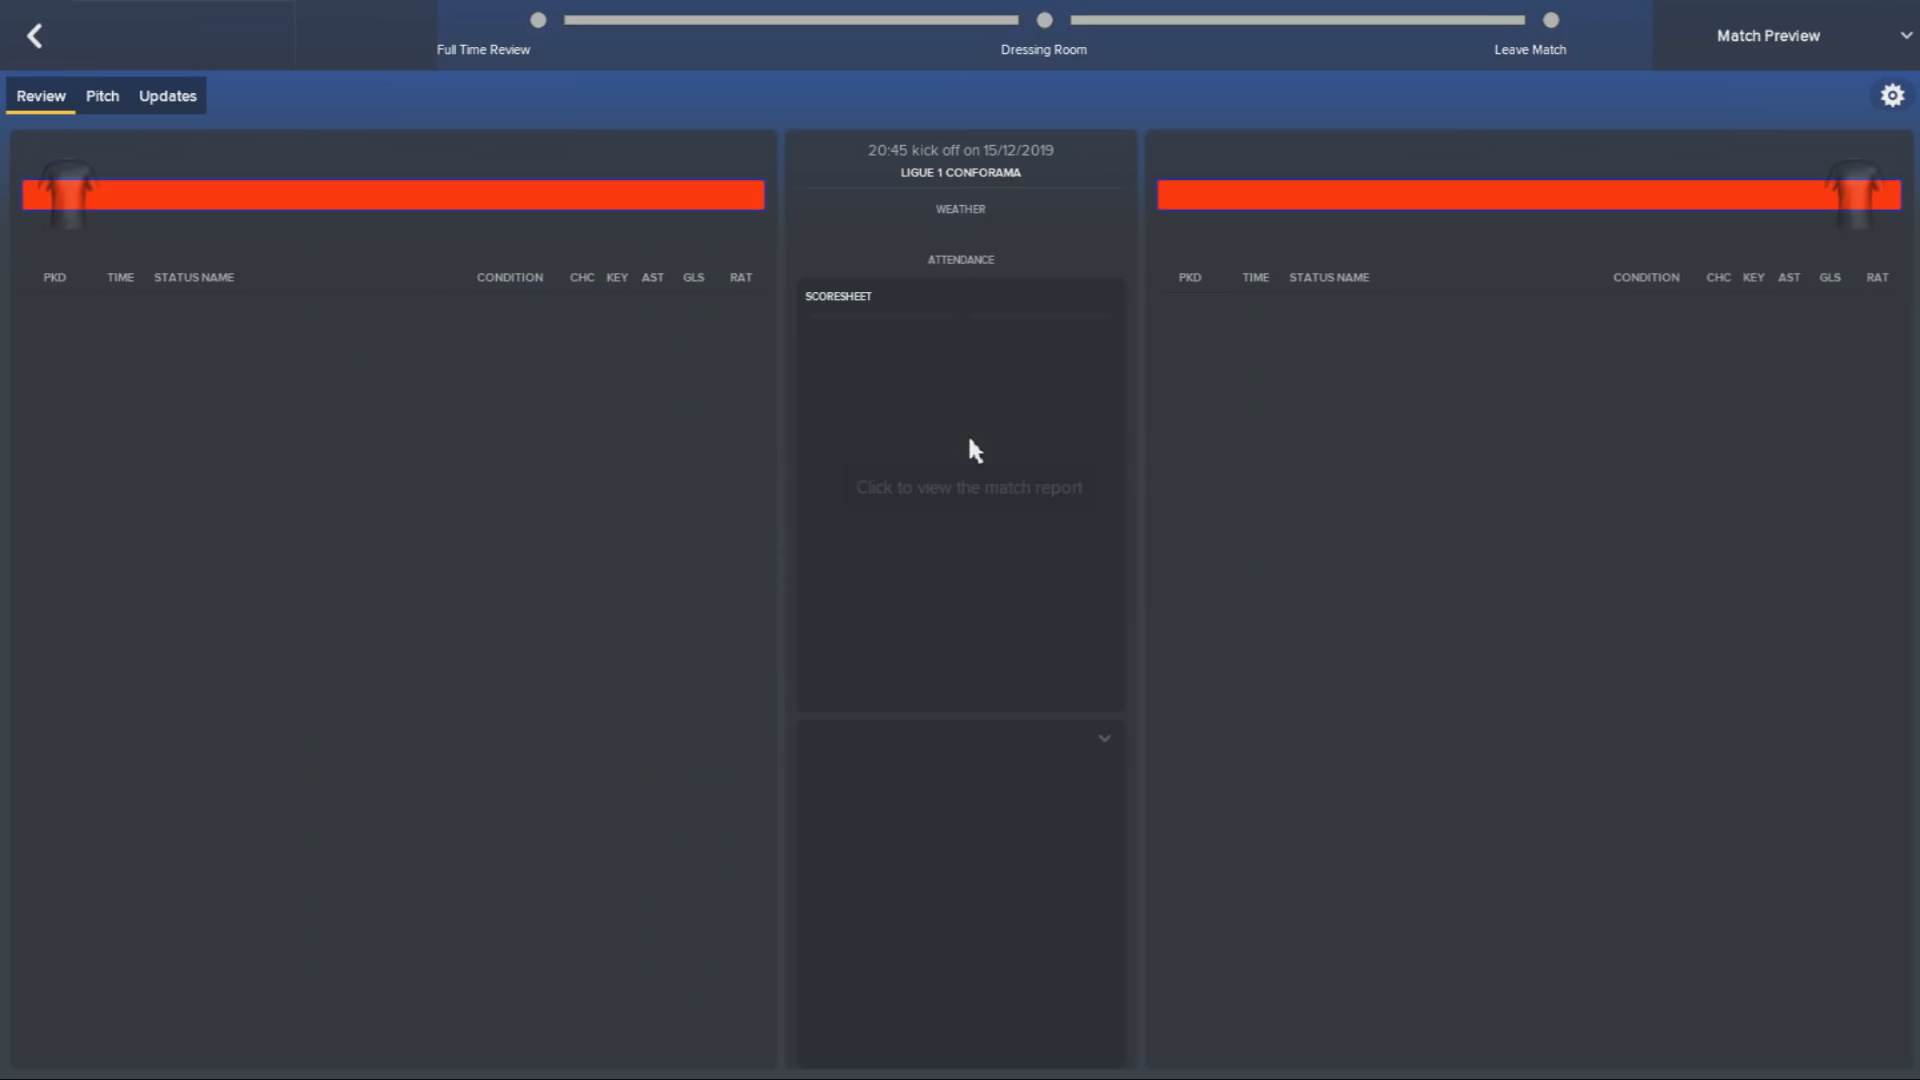 Full Time Review
Dressing Room
Leave Match
Match Preview
Review
Pitch
Updates
20:45 kick off on 15/12/2019
LIGUE 1 CONFORAMA
WEATHER
ATTENDANCE
PKD TIME STATUS NAME CONDITION CHC KEY AST GLS RAT
SCORESHEET
Click to view the match report
PKD TIME STATUS NAME CONDITION CHC KEY AST GLS RAT